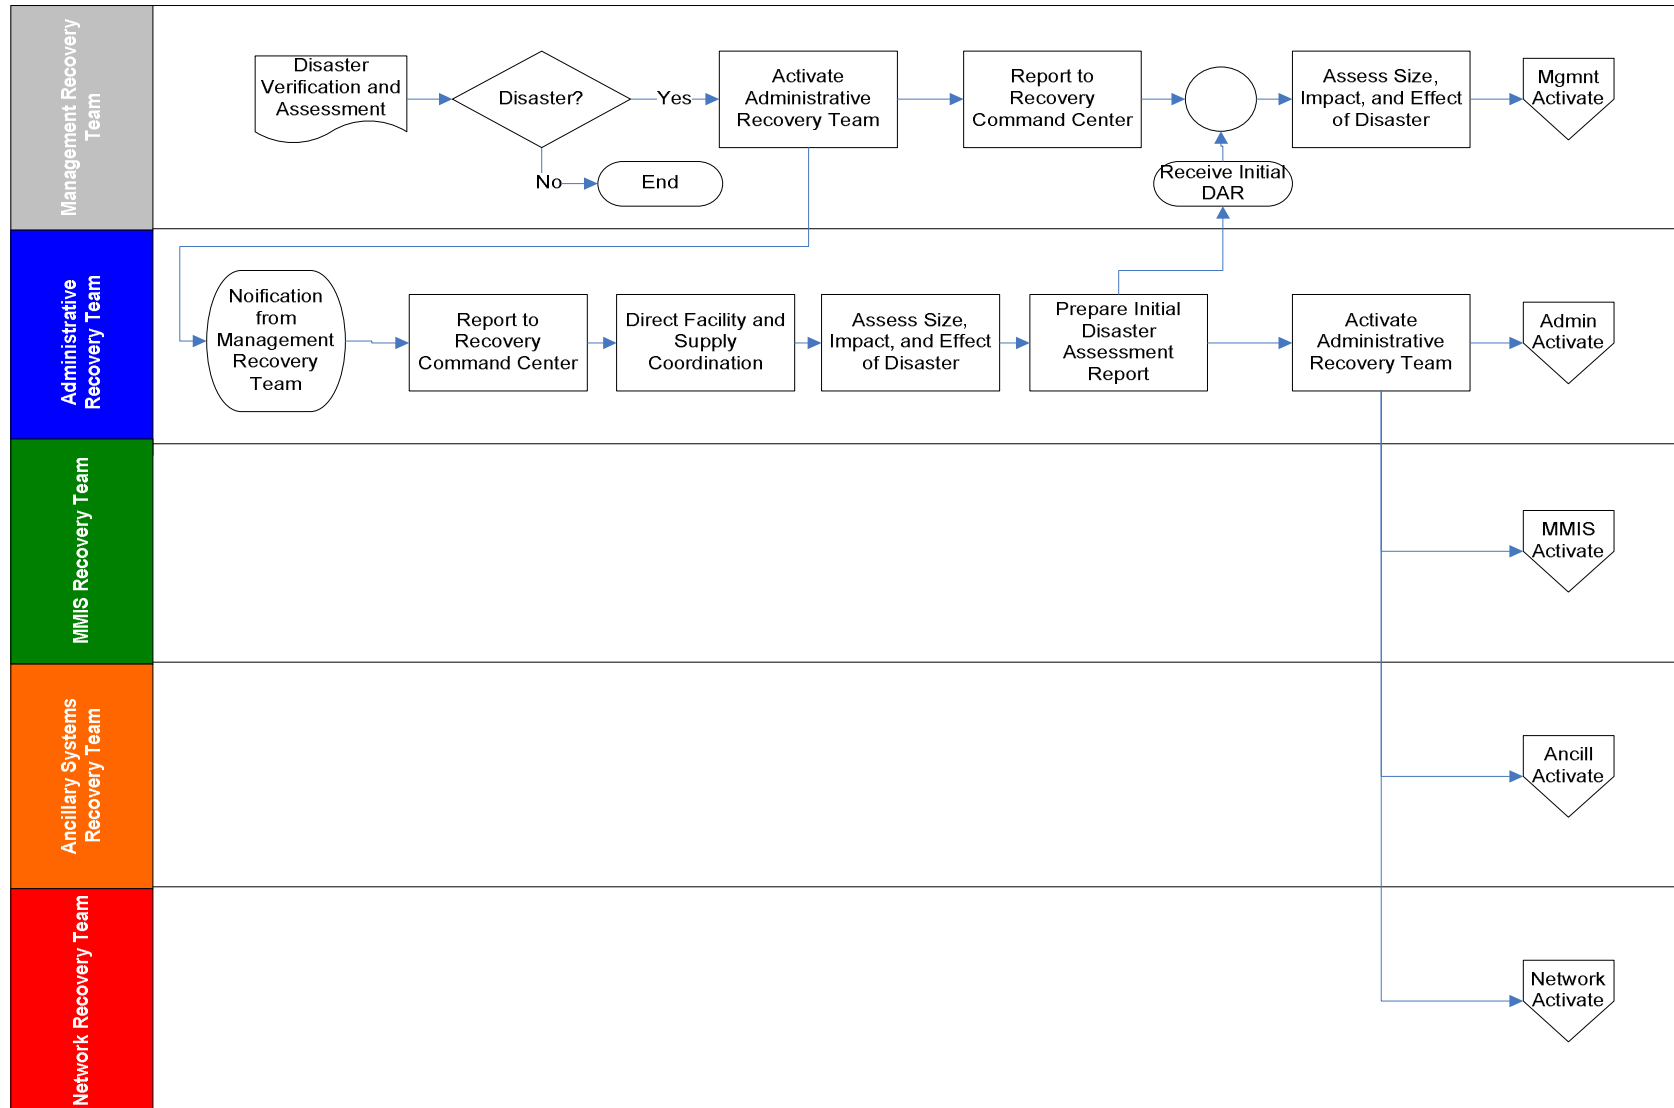 Management Recovery
Team
Disaster
Verification and
Assessment
Disaster?
Yes
No
End
Activate
Administrative
Recovery Team
Report to
Recovery
Command Center
Receive Initial
DAR
Assess Size,
Impact, and Effect
of Disaster
Mgmnt
Activate
Administrative
Recovery Team
Noification
from
Management
Recovery
Team
Report to
Recovery
Command Center
Direct Facility and
Supply
Coordination
Assess Size,
Impact, and Effect
of Disaster
Prepare Initial
Disaster
Assessment
Report
Activate
Administrative
Recovery Team
Admin
Activate
MMIS Recovery Team
MMIS
Activate
Ancillary Systems
Recovery Team
Ancill
Activate
Network Recovery Team
Network
Activate